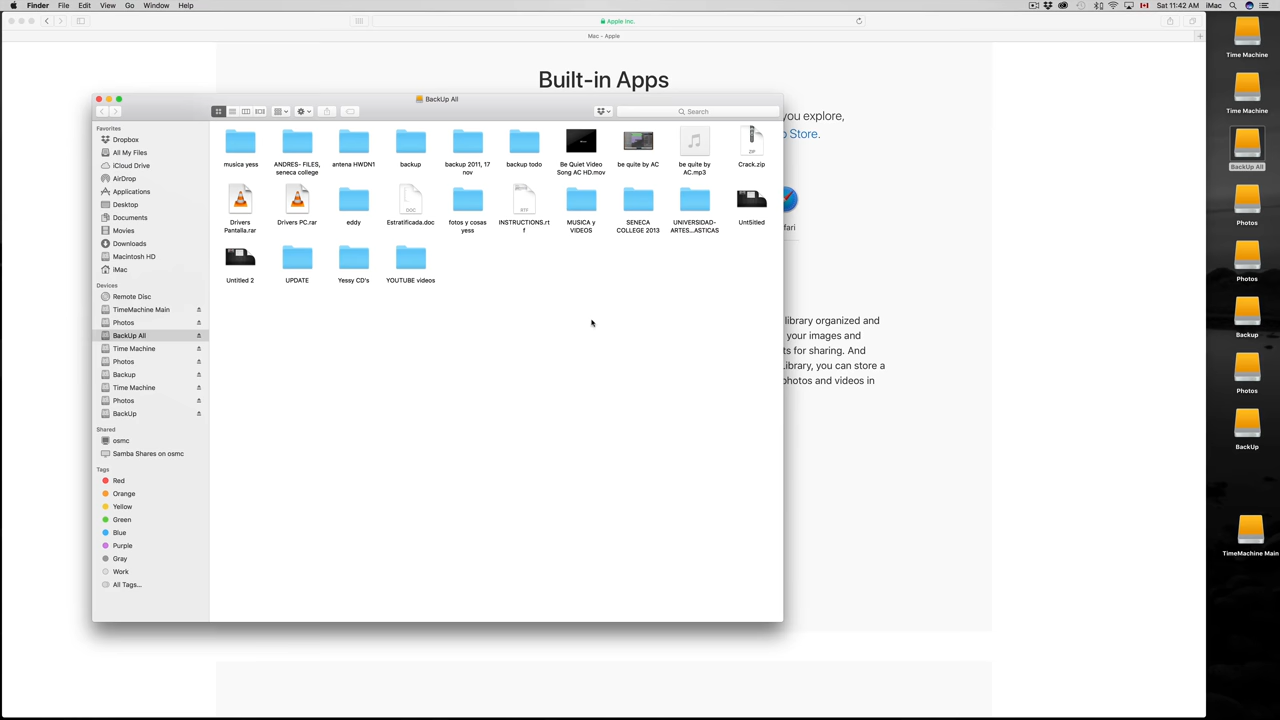 Finder File Edit View Go Window Help
Sat 11:42 AM iMac
Apple Inc.
Mac - Apple
Built-in Apps
you explore,
Store.
fari
library organized and
your images and
ts for sharing. And
Library, you can store a
photos and videos in
BackUp All
Search
Favorites
Dropbox
All My Files
iCloud Drive
AirDrop
Applications
Desktop
Documents
Movies
Downloads
Macintosh HD
iMac
Devices
Remote Disc
TimeMachine Main
Photos
BackUp All
Time Machine
Photos
Backup
Time Machine
Photos
BackUp
Shared
osmc
Samba Shares on osmc
Tags
Red
Orange
Yellow
Green
Blue
Purple
Gray
Work
All Tags...
musica yess
ANDRES- FILES,
seneca college
antena HWDN1
backup
backup 2011, 17
nov
backup todo
Be Quiet Video
Song AC HD.mov
be quite by AC
be quite by
AC.mp3
ZIP
Crack.zip
Drivers
Pantalla.rar
Drivers PC.rar
eddy
DOC
Estratificada.doc
fotos y cosas
yess
RTF
INSTRUCTIONS.rt
f
MUSICA y
VIDEOS
SENECA
COLLEGE 2013
UNIVERSIDAD-
ARTES...ASTICAS
Unt5itled
Untitled 2
UPDATE
Yessy CD's
YOUTUBE videos
Time Machine
Time Machine
BackUp All
Photos
Photos
Backup
Photos
BackUp
TimeMachine Main